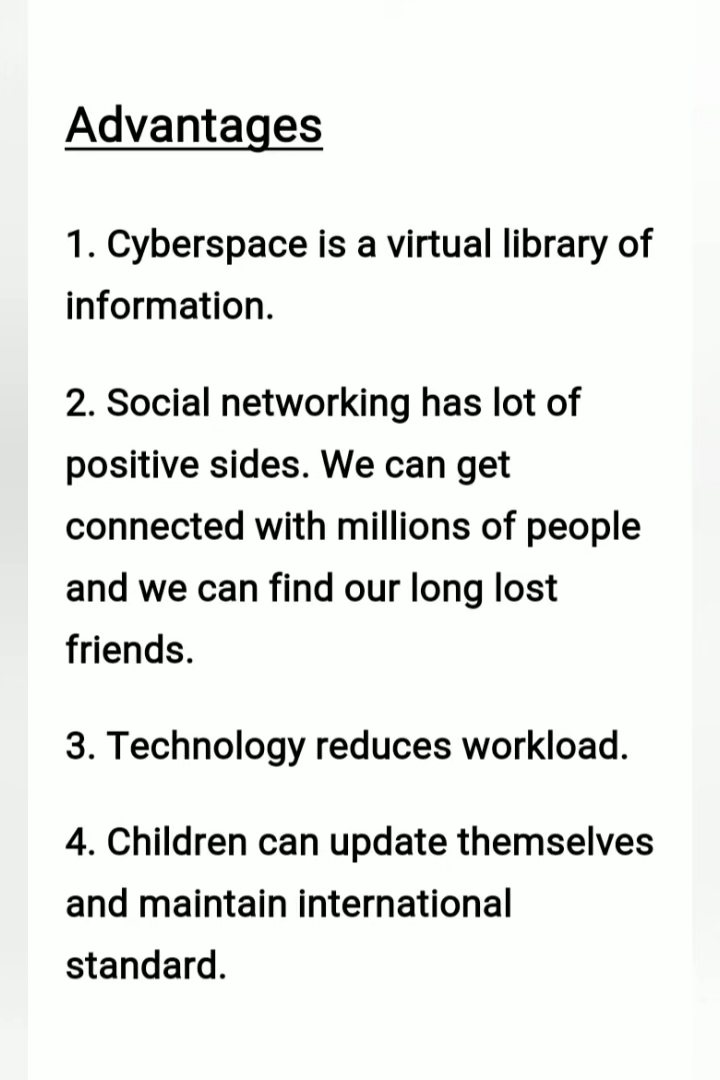 Advantages
1. Cyberspace is a virtual library of
information.
2. Social networking has lot of
positive sides. We can get
connected with millions of people
and we can find our long lost
friends.
3. Technology reduces workload.
4. Children can update themselves
and maintain international
standard.